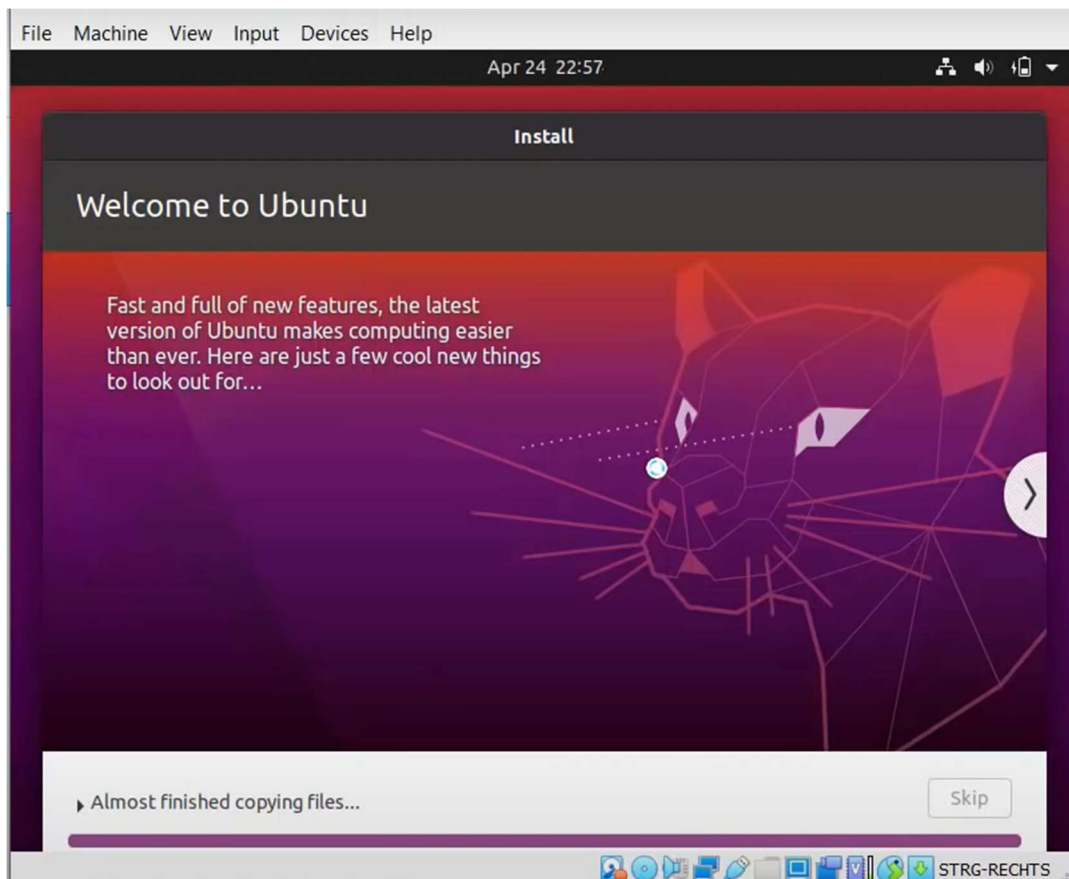 File Machine View Input Devices Help
Apr 24 22:57
Install
Welcome to Ubuntu
Fast and full of new features, the latest
version of Ubuntu makes computing easier
than ever. Here are just a few cool new things
to look out for...
Almost finished copying files...
Skip
STRG-RECHTS